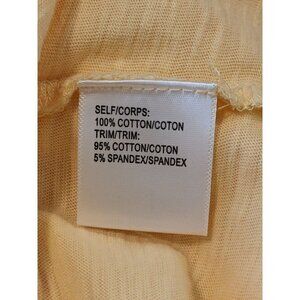 SELF/CORPS:
100% COTTON/COTON
TRIM/TRIM:
95% COTTON/COTON
5% SPANDEX/SPANDEX